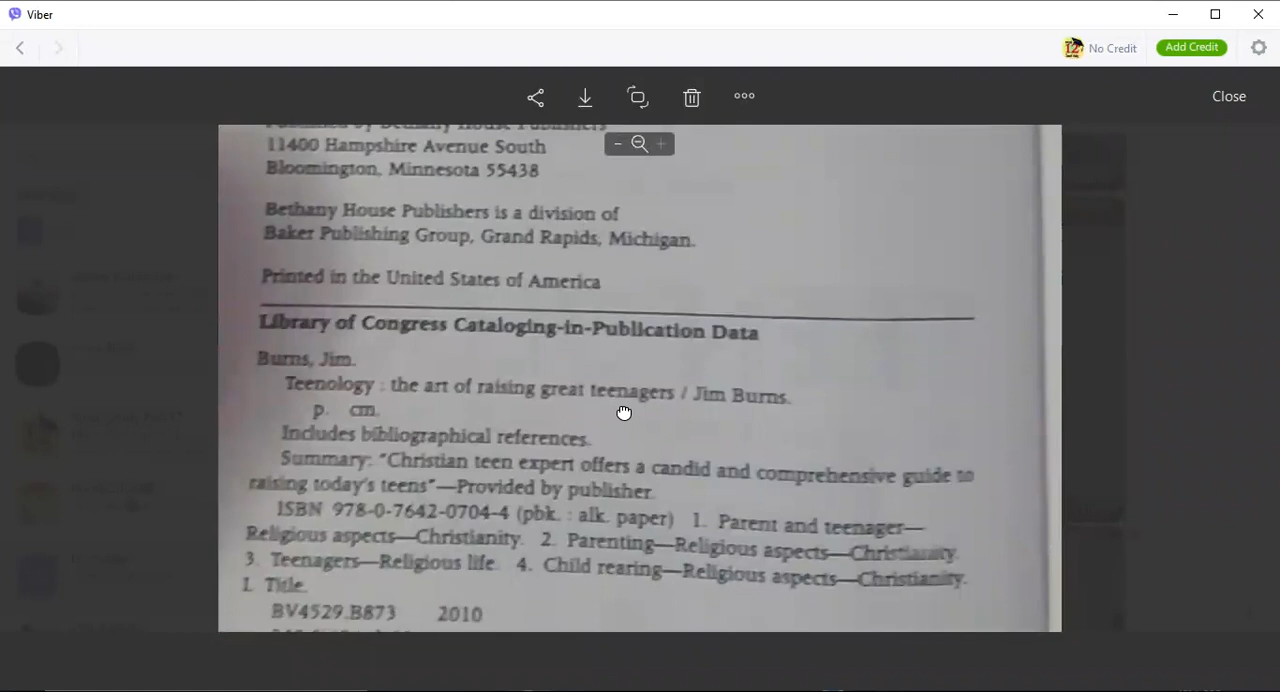 Viber
No Credit
Add Credit
Close
Published by Bethany House Publishers
11400 Hampshire Avenue South
Bloomington, Minnesota 55438
Bethany House Publishers is a division of
Baker Publishing Group, Grand Rapids, Michigan.
Printed in the United States of America
Library of Congress Cataloging-in-Publication Data
Burns, Jim.
Teenology : the art of raising great teenagers / Jim Burns.
p. cm.
Includes bibliographical references.
Summary: "Christian teen expert offers a candid and comprehensive guide to
raising today's teens"—Provided by publisher.
ISBN 978-0-7642-0704-4 (pbk. : alk. paper) 1. Parent and teenager—
Religious aspects—Christianity. 2. Parenting—Religious aspects—Christianity.
3. Teenagers—Religious life. 4. Child rearing—Religious aspects—Christianity.
I. Title.
BV4529.B873 2010